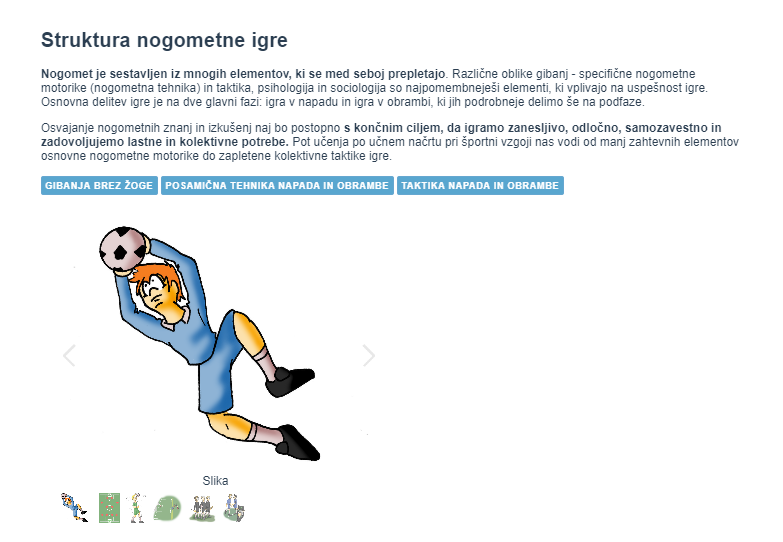 Struktura nogometne igre
Nogomet je sestavljen iz mnogih elementov, ki se med seboj prepletajo. Različne oblike gibanj - specifične nogometne
motorike (nogometna tehnika) in taktika, psihologija in sociologija so najpomembneješi elementi, ki vplivajo na uspešnost igre.
Osnovna delitev igre je na dve glavni fazi: igra v napadu in igra v obrambi, ki jih podrobneje delimo še na podfaze.
Osvajanje nogometnih znanj in izkušenj naj bo postopno s končnim ciljem, da igramo zanesljivo, odločno, samozavestno in
zadovoljujemo lastne in kolektivne potrebe. Pot učenja po učnem načrtu pri športni vzgoji nas vodi od manj zahtevnih elementov
osnovne nogometne motorike do zapletene kolektivne taktike igre.
GIBANJA BREZ ŽOGE POSAMIČNA TEHNIKA NAPADA IN OBRAMBE TAKTIKA NAPADA IN OBRAMBE
Slika